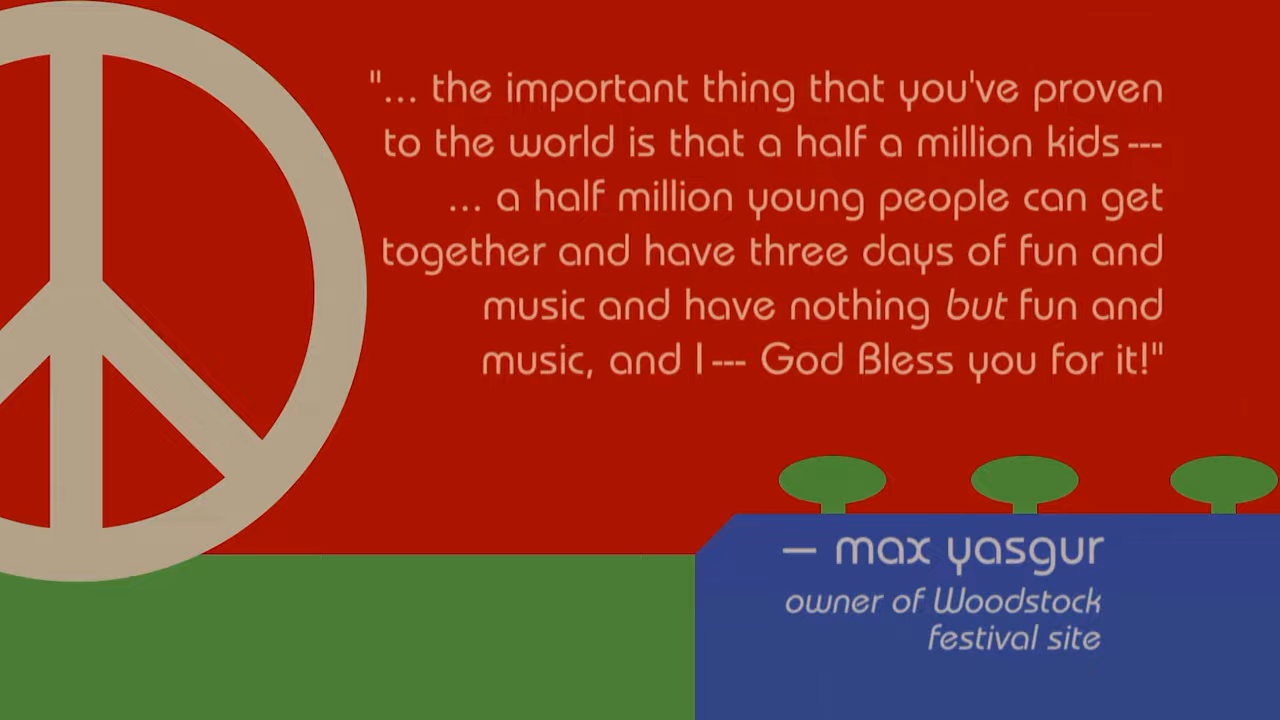 "... the important thing that you've proven
to the world is that a half a million kids ---
... a half million young people can get
together and have three days of fun and
music and have nothing but fun and
music, and I --- God Bless you for it!"
— max yasgur
owner of Woodstock
festival site